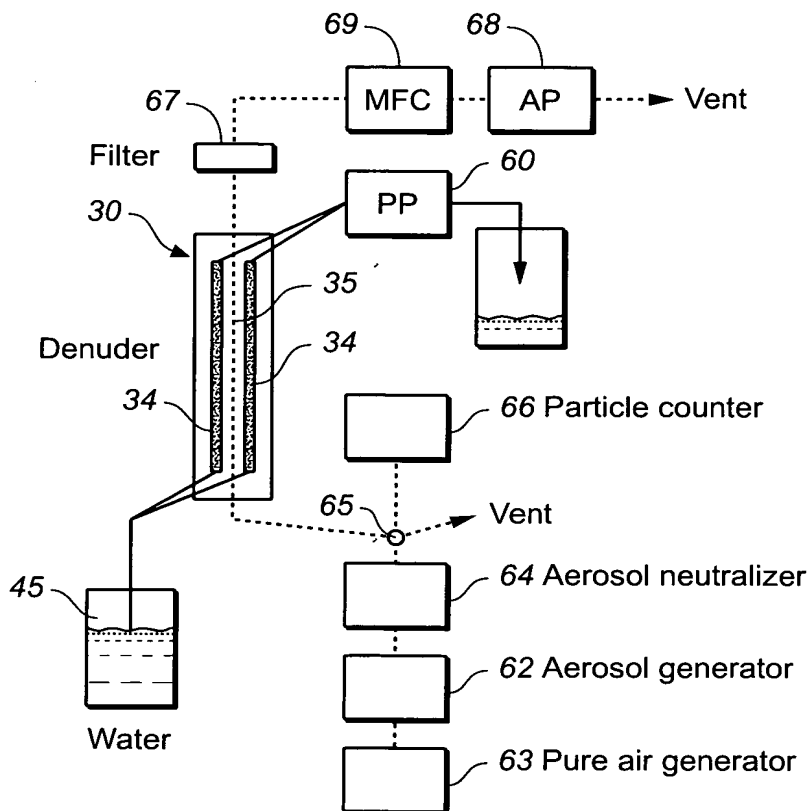 69
68
MFC
AP
Vent
67
Filter
60
PP
30
35
Denuder
34
34
66 Particle counter
65
Vent
64 Aerosol neutralizer
45
62 Aerosol generator
Water
63 Pure air generator